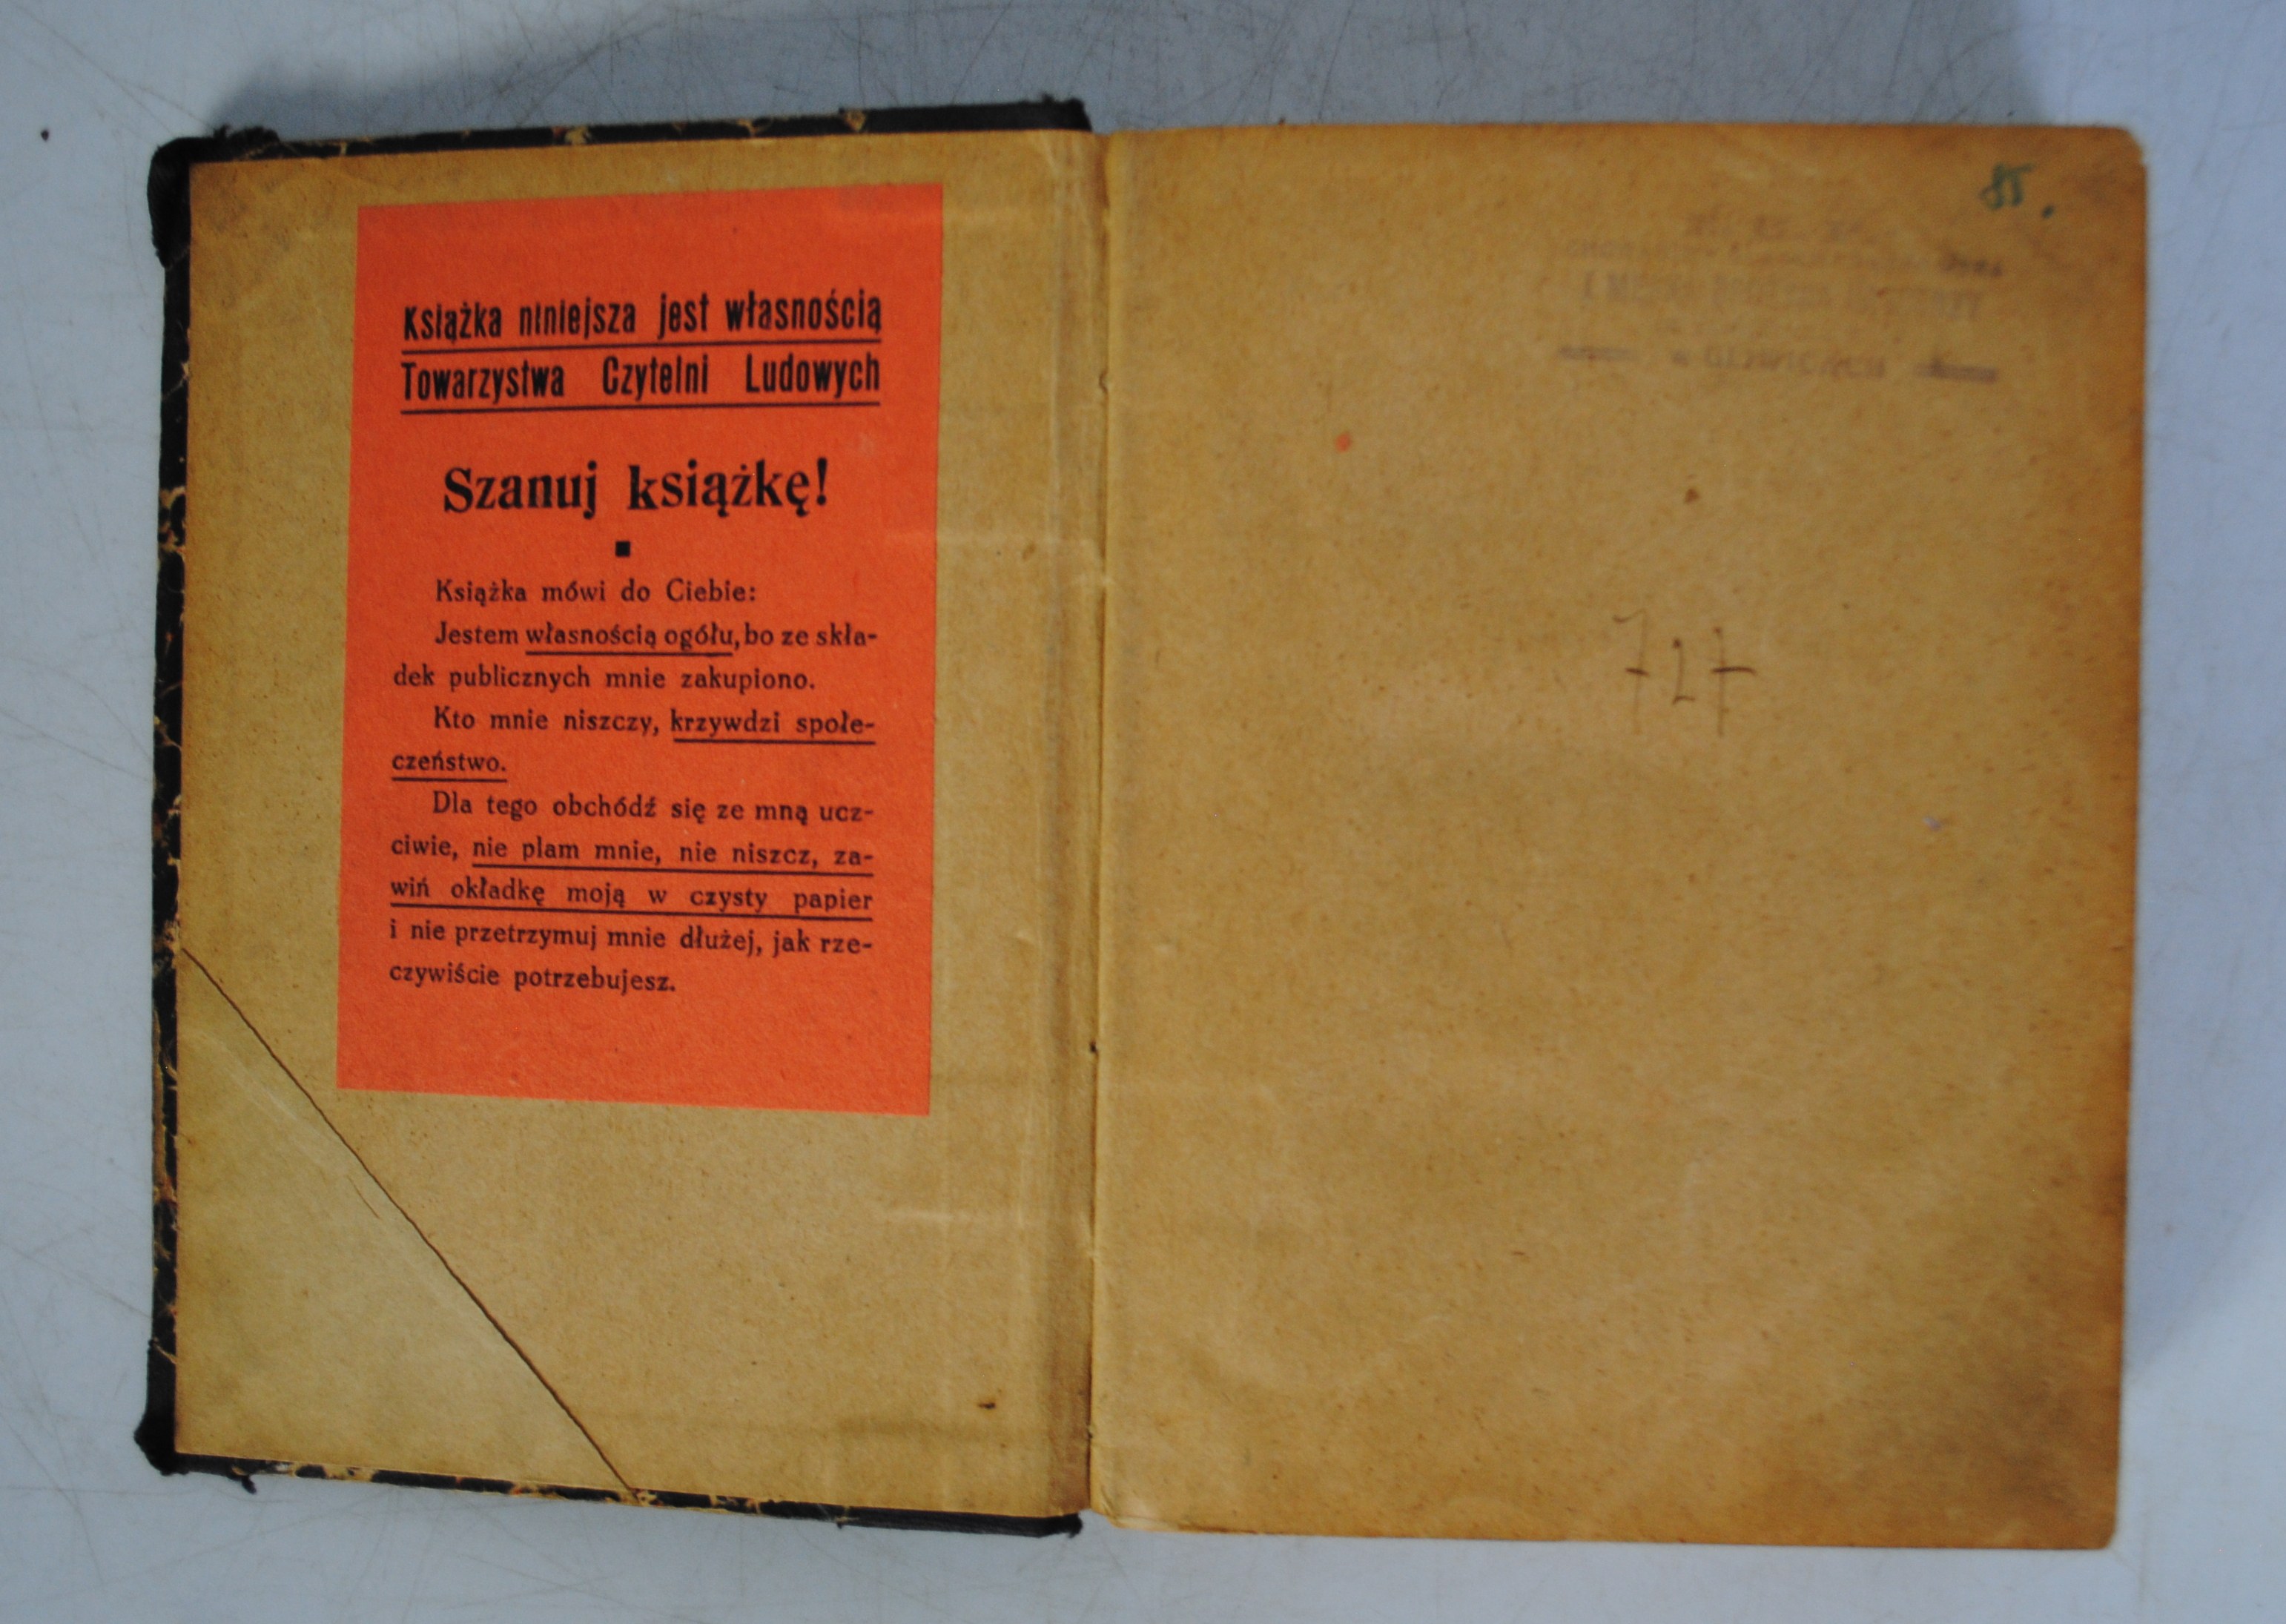 Książka niniejsza jest własnością
Towarzystwa Czytelni Ludowych
Szanuj książkę!
Książka mówi do Ciebie:
Jestem własnością ogółu, bo ze skła-
dek publicznych mnie zakupiono.
Kto mnie niszczy, krzywdzi społe-
czeństwo.
Dla tego obchódź się ze mną ucz-
ciwie, nie plam mnie, nie niszcz, za-
wiń okładkę moją w czysty papier
i nie przetrzymuj mnie dłużej, jak rze-
czywiście potrzebujesz.
85.
727